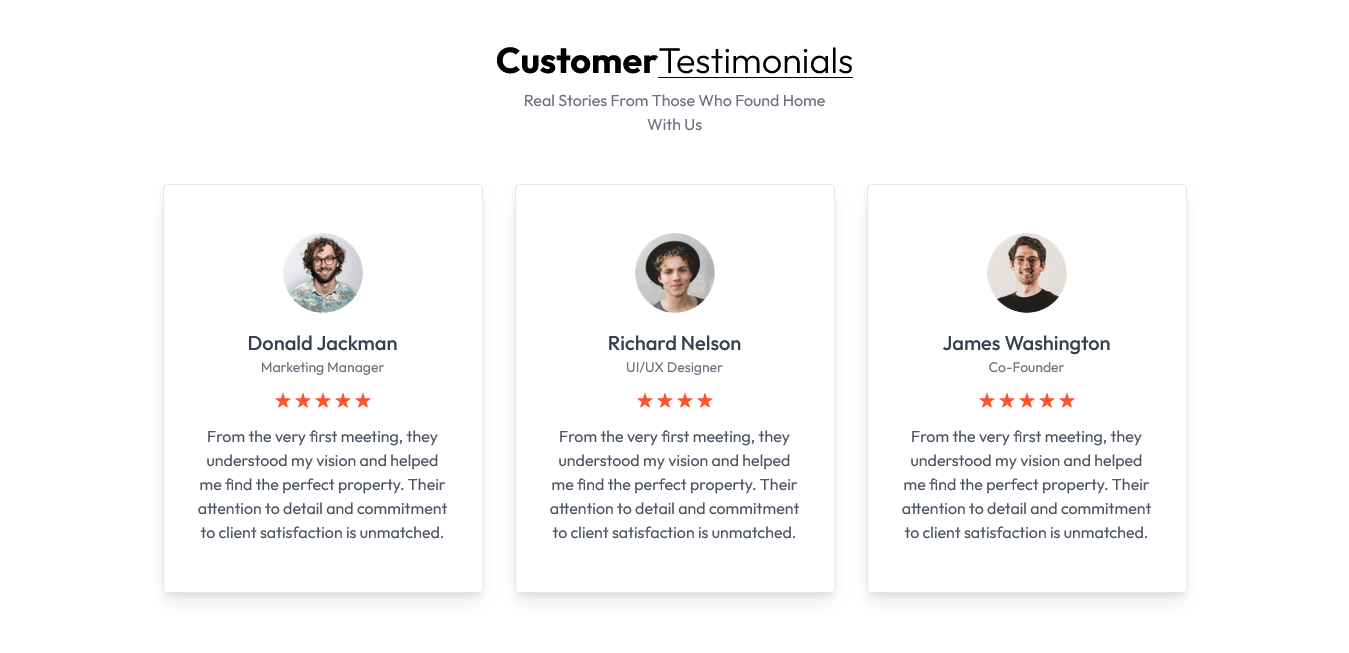 Customer Testimonials
Real Stories From Those Who Found Home
With Us
Donald Jackman
Marketing Manager
From the very first meeting, they
understood my vision and helped
me find the perfect property. Their
attention to detail and commitment
to client satisfaction is unmatched.
Richard Nelson
UI/UX Designer
From the very first meeting, they
understood my vision and helped
me find the perfect property. Their
attention to detail and commitment
to client satisfaction is unmatched.
James Washington
Co-Founder
From the very first meeting, they
understood my vision and helped
me find the perfect property. Their
attention to detail and commitment
to client satisfaction is unmatched.